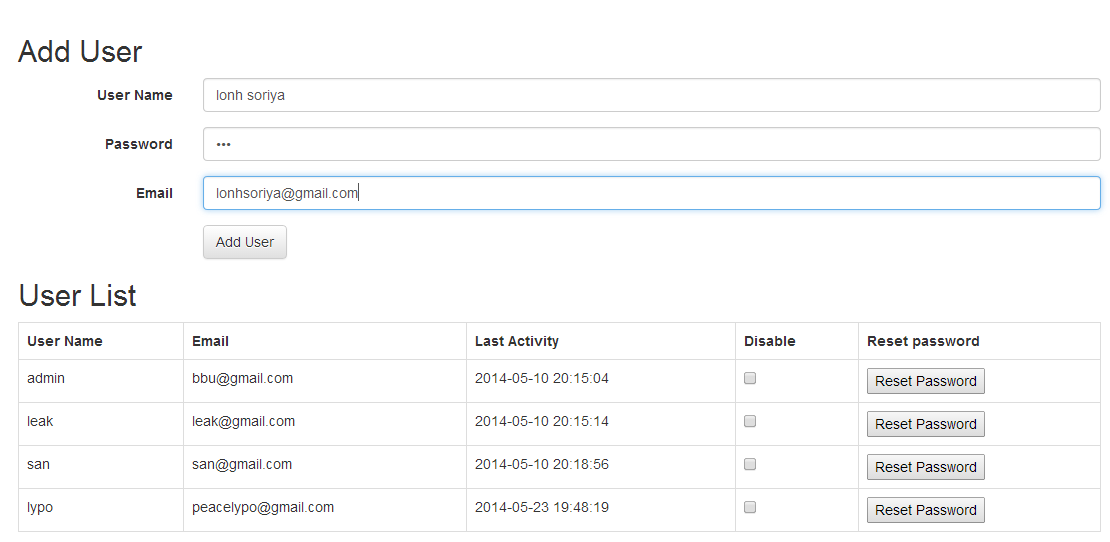 Add User
User Name lonh soriya
Password •••
Email lonhsoriya@gmail.com
Add User
User List
User Name Email Last Activity Disable Reset password
admin bbu@gmail.com 2014-05-10 20:15:04 Reset Password
leak leak@gmail.com 2014-05-10 20:15:14 Reset Password
san san@gmail.com 2014-05-10 20:18:56 Reset Password
lypo peacelypo@gmail.com 2014-05-23 19:48:19 Reset Password